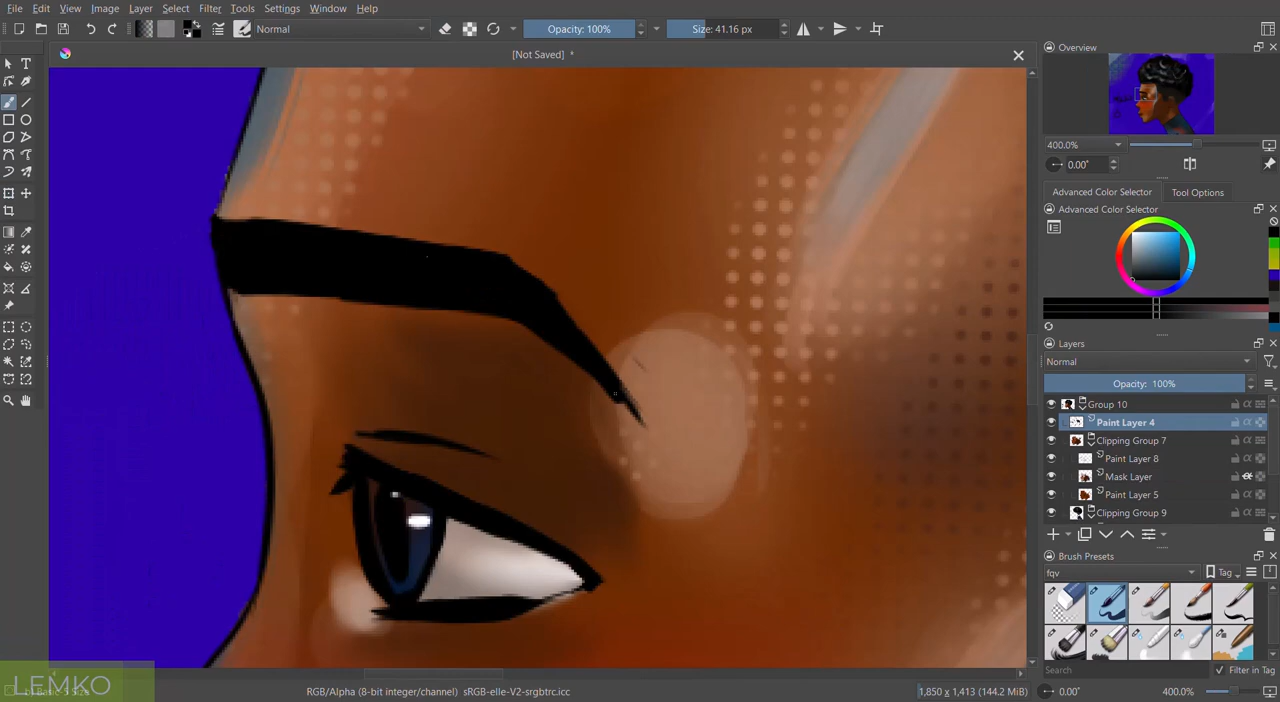 File Edit View Image Layer Select Filter Tools Settings Window Help
Normal Opacity: 100% Size: 41.16 px
[Not Saved] *
Overview
400.0%
0.00°
Advanced Color Selector Tool Options
Advanced Color Selector
Layers
Normal
Opacity: 100%
Group 10
Paint Layer 4
Clipping Group 7
Paint Layer 8
Mask Layer
Paint Layer 5
Clipping Group 9
Brush Presets
fqv Tag
Search Filter in Tag
LEMKO
RGB/Alpha (8-bit integer/channel) sRGB-elle-V2-srgbtrc.icc 1,850 x 1,413 (144.2 MiB) 0.00° 400.0%